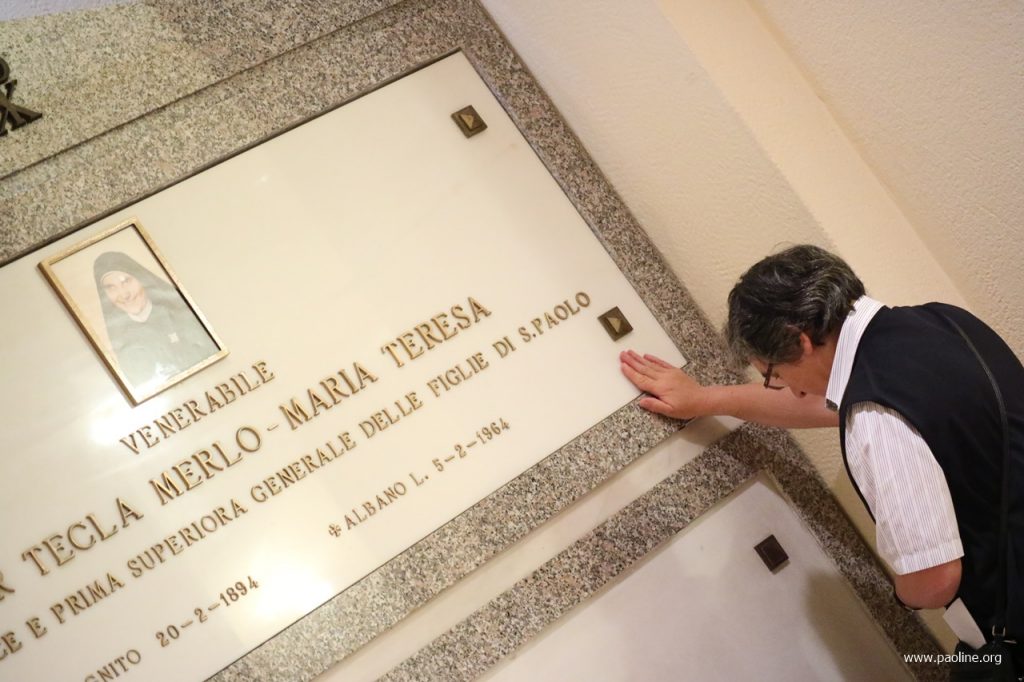 VENERABILE
R TECLA MERLO - MARIA TERESA
CE E PRIMA SUPERIORA GENERALE DELLE FIGLIE DI S. PAOLO
GNITO 20-2-1894
ALBANO L. 5-2-1964
www.paoline.org